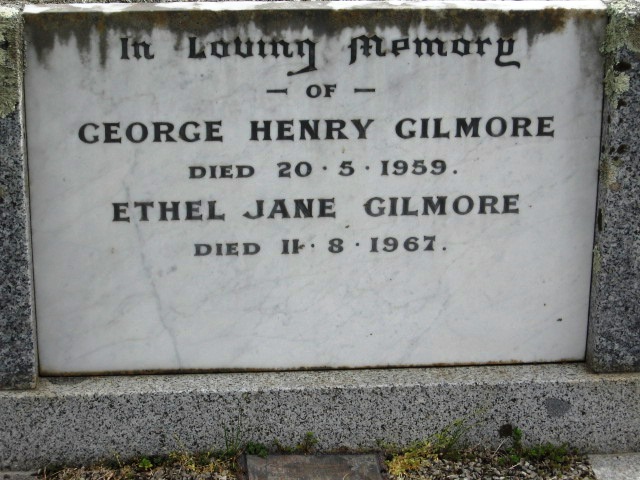 In Loving Memory
— OF —
GEORGE HENRY GILMORE
DIED 20·5·1959.
ETHEL JANE GILMORE
DIED 11·8·1967.